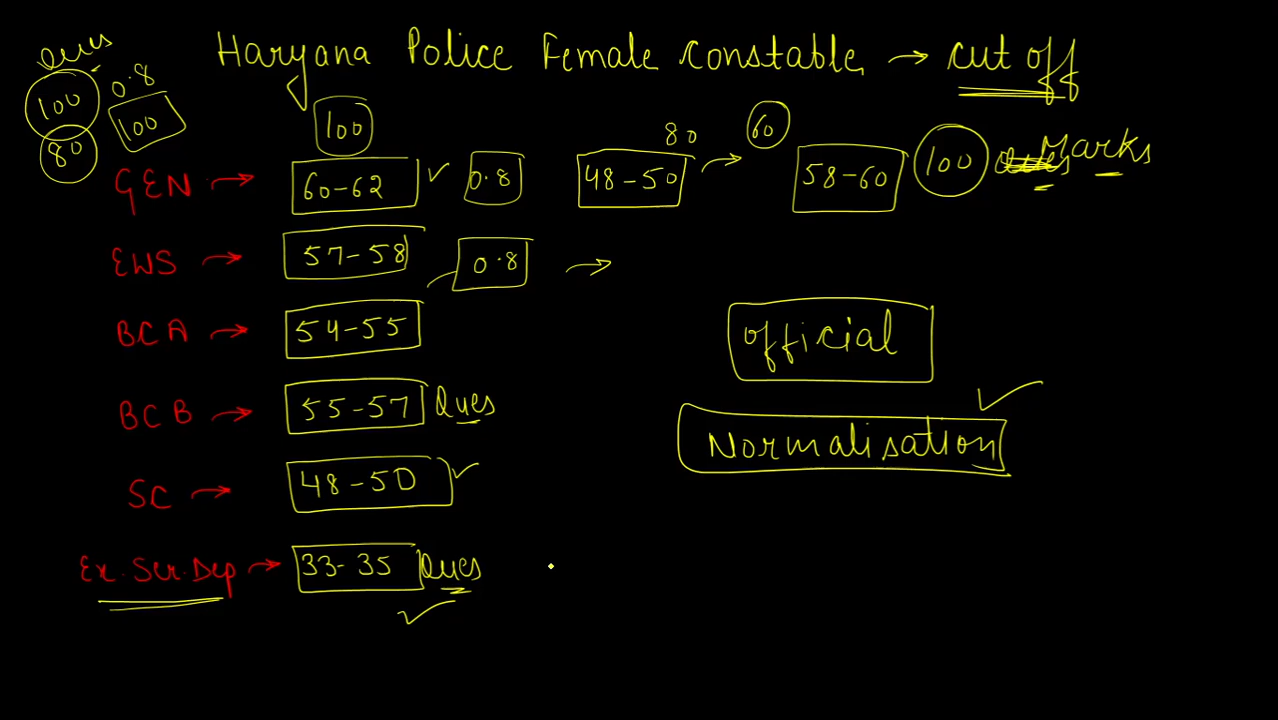 Haryana Police Female Constable → cut off
Ques
100 0.8
80 100
100
80 60
GEN → 60-62 0.8 48-50 → 58-60 100 Marks
EWS → 57-58 0.8 →
BCA → 54-55
official
BCB → 55-57 Ques
Normalisation
SC → 48-50
Ex.Ser.Dep → 33-35 Ques